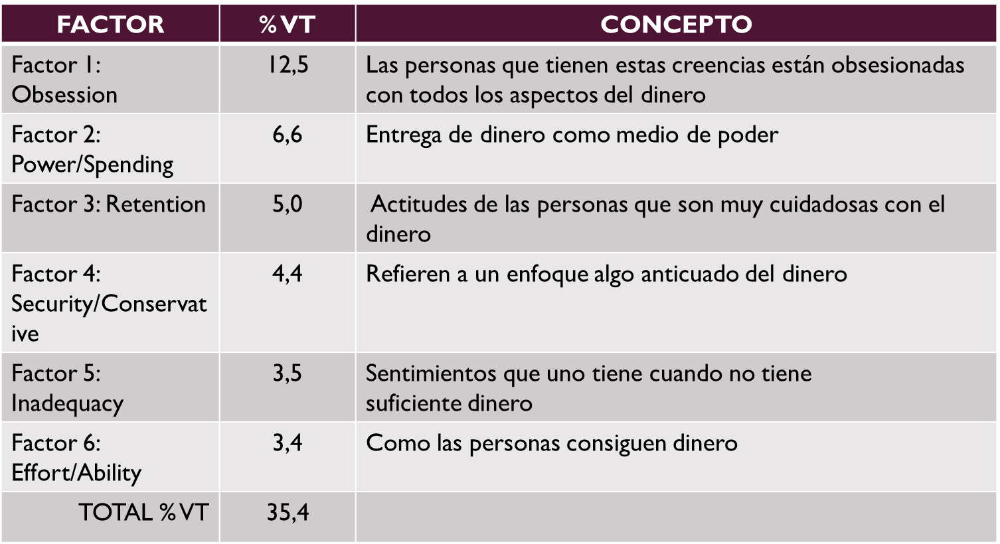 FACTOR % VT CONCEPTO
Factor 1: 12,5 Las personas que tienen estas creencias están obsesionadas
Obsession con todos los aspectos del dinero
Factor 2: 6,6 Entrega de dinero como medio de poder
Power/Spending
Factor 3: Retention 5,0 Actitudes de las personas que son muy cuidadosas con el
dinero
Factor 4: 4,4 Refieren a un enfoque algo anticuado del dinero
Security/Conservat
ive
Factor 5: 3,5 Sentimientos que uno tiene cuando no tiene
Inadequacy suficiente dinero
Factor 6: 3,4 Como las personas consiguen dinero
Effort/Ability
TOTAL % VT 35,4